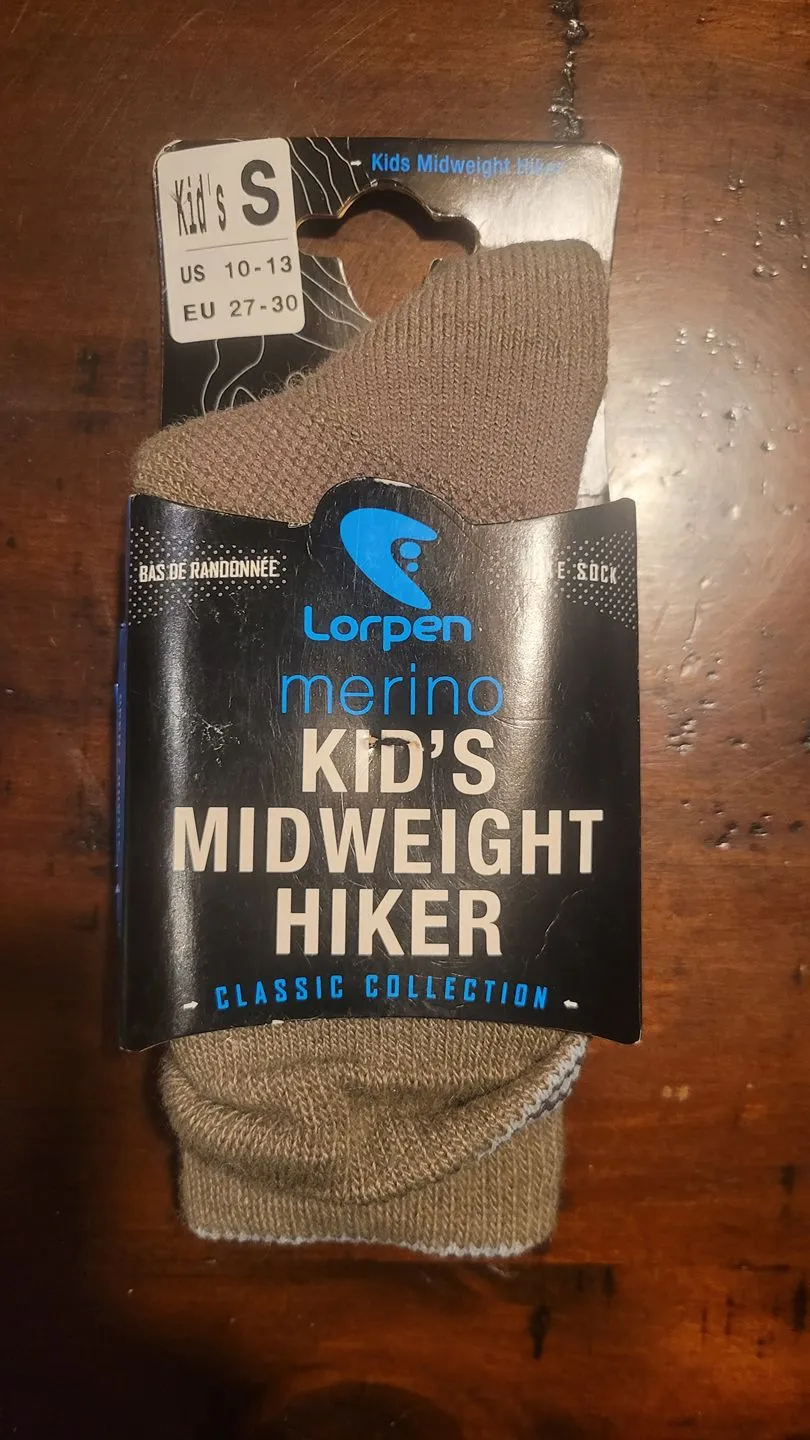 Kids Midweight Hiker
Kid's S
US 10-13
EU 27-30
BAS DE RANDONNÉE
SOCK
Lorpen
merino
KID'S
MIDWEIGHT
HIKER
CLASSIC COLLECTION